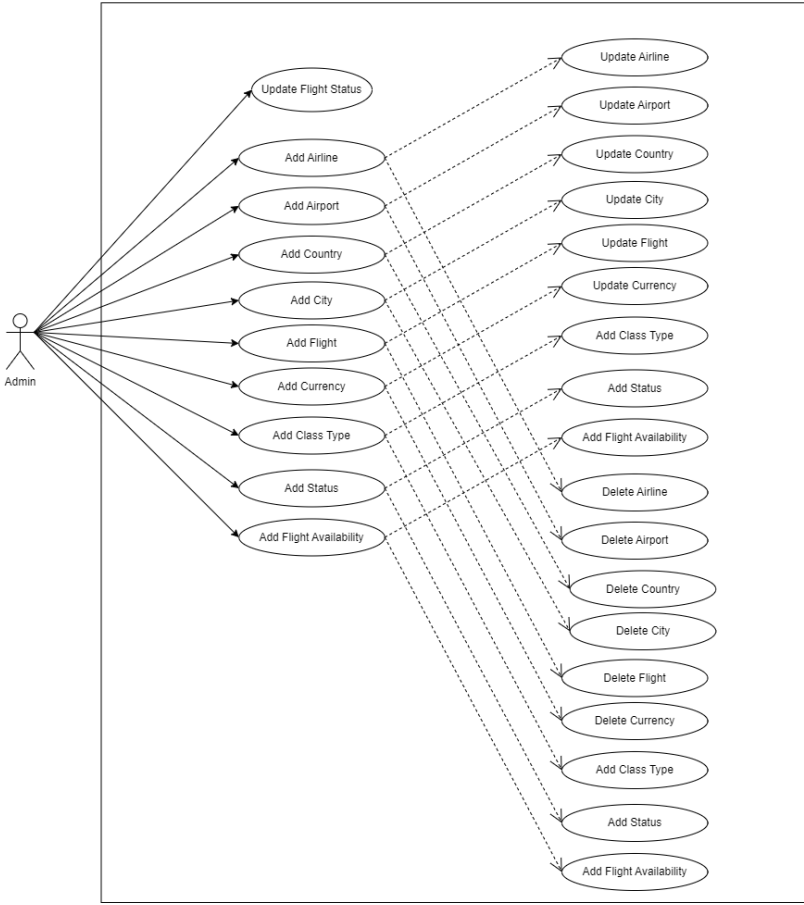 Admin
Update Flight Status
Add Airline
Add Airport
Add Country
Add City
Add Flight
Add Currency
Add Class Type
Add Status
Add Flight Availability
Update Airline
Update Airport
Update Country
Update City
Update Flight
Update Currency
Add Class Type
Add Status
Add Flight Availability
Delete Airline
Delete Airport
Delete Country
Delete City
Delete Flight
Delete Currency
Add Class Type
Add Status
Add Flight Availability